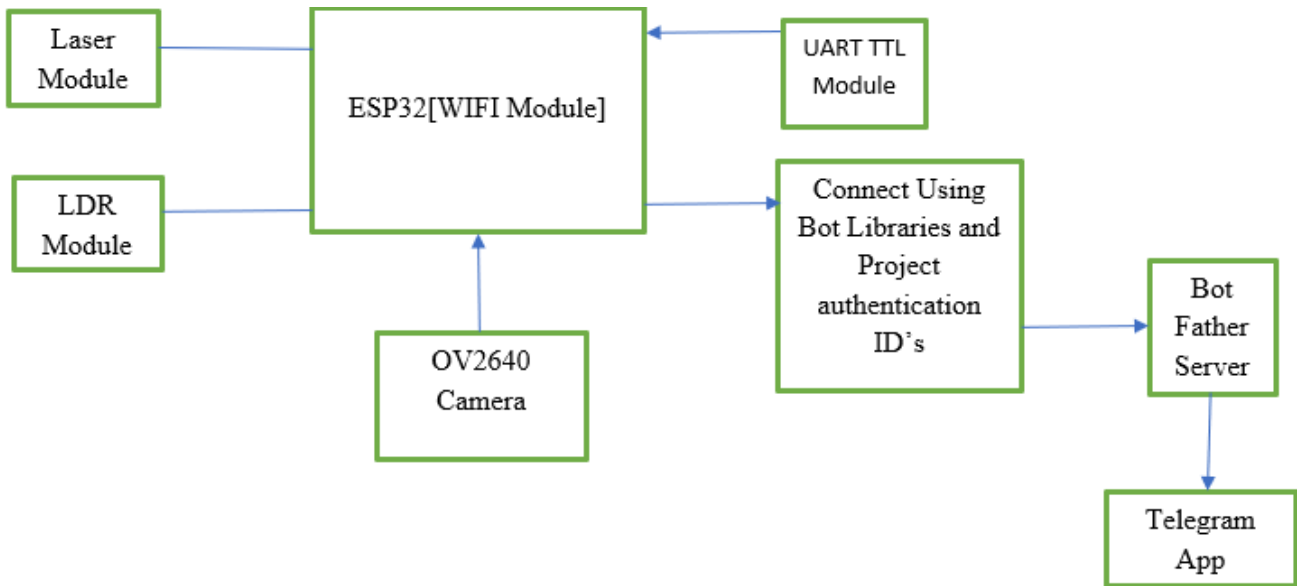 Laser
Module
ESP32[WIFI Module]
UART TTL
Module
LDR
Module
Connect Using
Bot Libraries and
Project
authentication
ID’s
OV2640
Camera
Bot
Father
Server
Telegram
App